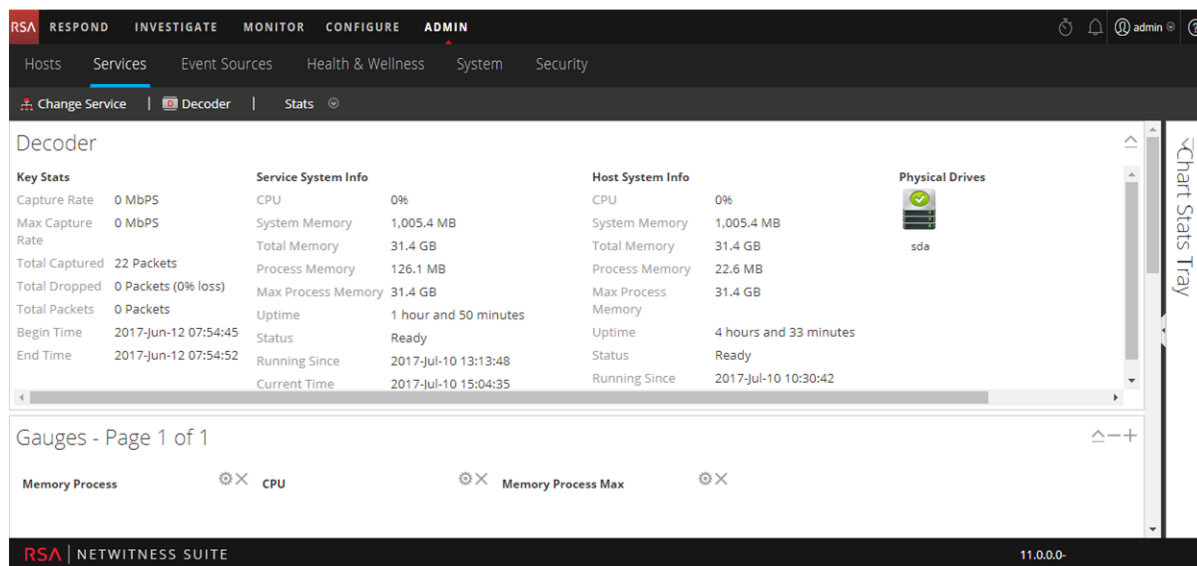 RSA RESPOND INVESTIGATE MONITOR CONFIGURE ADMIN admin
Hosts Services Event Sources Health & Wellness System Security
Change Service | D Decoder | Stats
Decoder
Key Stats
Capture Rate 0 MbPS
Max Capture Rate 0 MbPS
Total Captured 22 Packets
Total Dropped 0 Packets (0% loss)
Total Packets 0 Packets
Begin Time 2017-Jun-12 07:54:45
End Time 2017-Jun-12 07:54:52
Service System Info
CPU 0%
System Memory 1,005.4 MB
Total Memory 31.4 GB
Process Memory 126.1 MB
Max Process Memory 31.4 GB
Uptime 1 hour and 50 minutes
Status Ready
Running Since 2017-Jul-10 13:13:48
Current Time 2017-Jul-10 15:04:35
Host System Info
CPU 0%
System Memory 1,005.4 MB
Total Memory 31.4 GB
Process Memory 22.6 MB
Max Process Memory 31.4 GB
Uptime 4 hours and 33 minutes
Status Ready
Running Since 2017-Jul-10 10:30:42
Physical Drives
sda
Chart Stats Tray
Gauges - Page 1 of 1
Memory Process CPU Memory Process Max
RSA | NETWITNESS SUITE 11.0.0.0-